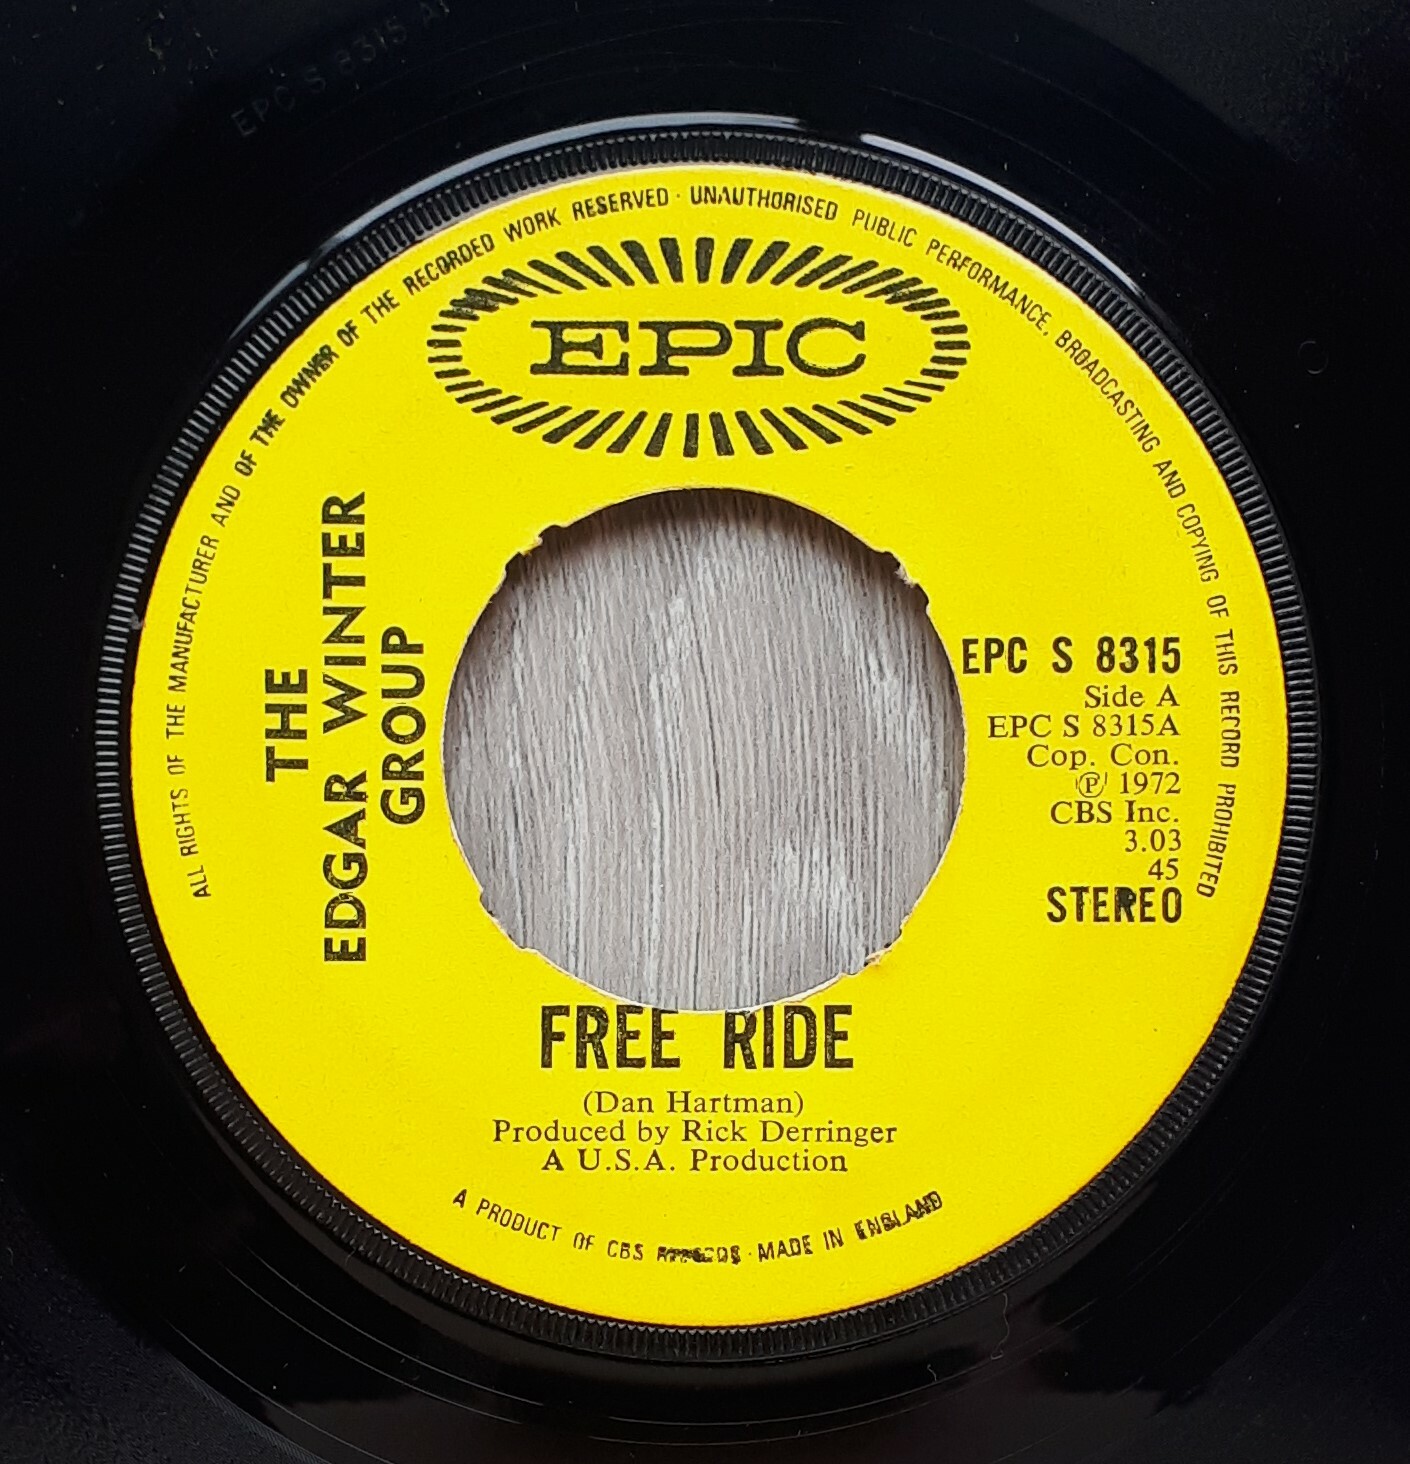 EPC S 8315 A1
ALL RIGHTS OF THE MANUFACTURER AND OF THE OWNER OF THE RECORDED WORK RESERVED · UNAUTHORISED PUBLIC PERFORMANCE, BROADCASTING AND COPYING OF THIS RECORD PROHIBITED
EPIC
THE
EDGAR WINTER
GROUP
EPC S 8315
Side A
EPC S 8315A
Cop. Con.
℗ 1972
CBS Inc.
3.03
45
STEREO
FREE RIDE
(Dan Hartman)
Produced by Rick Derringer
A U.S.A. Production
A PRODUCT OF CBS RECORDS · MADE IN ENGLAND